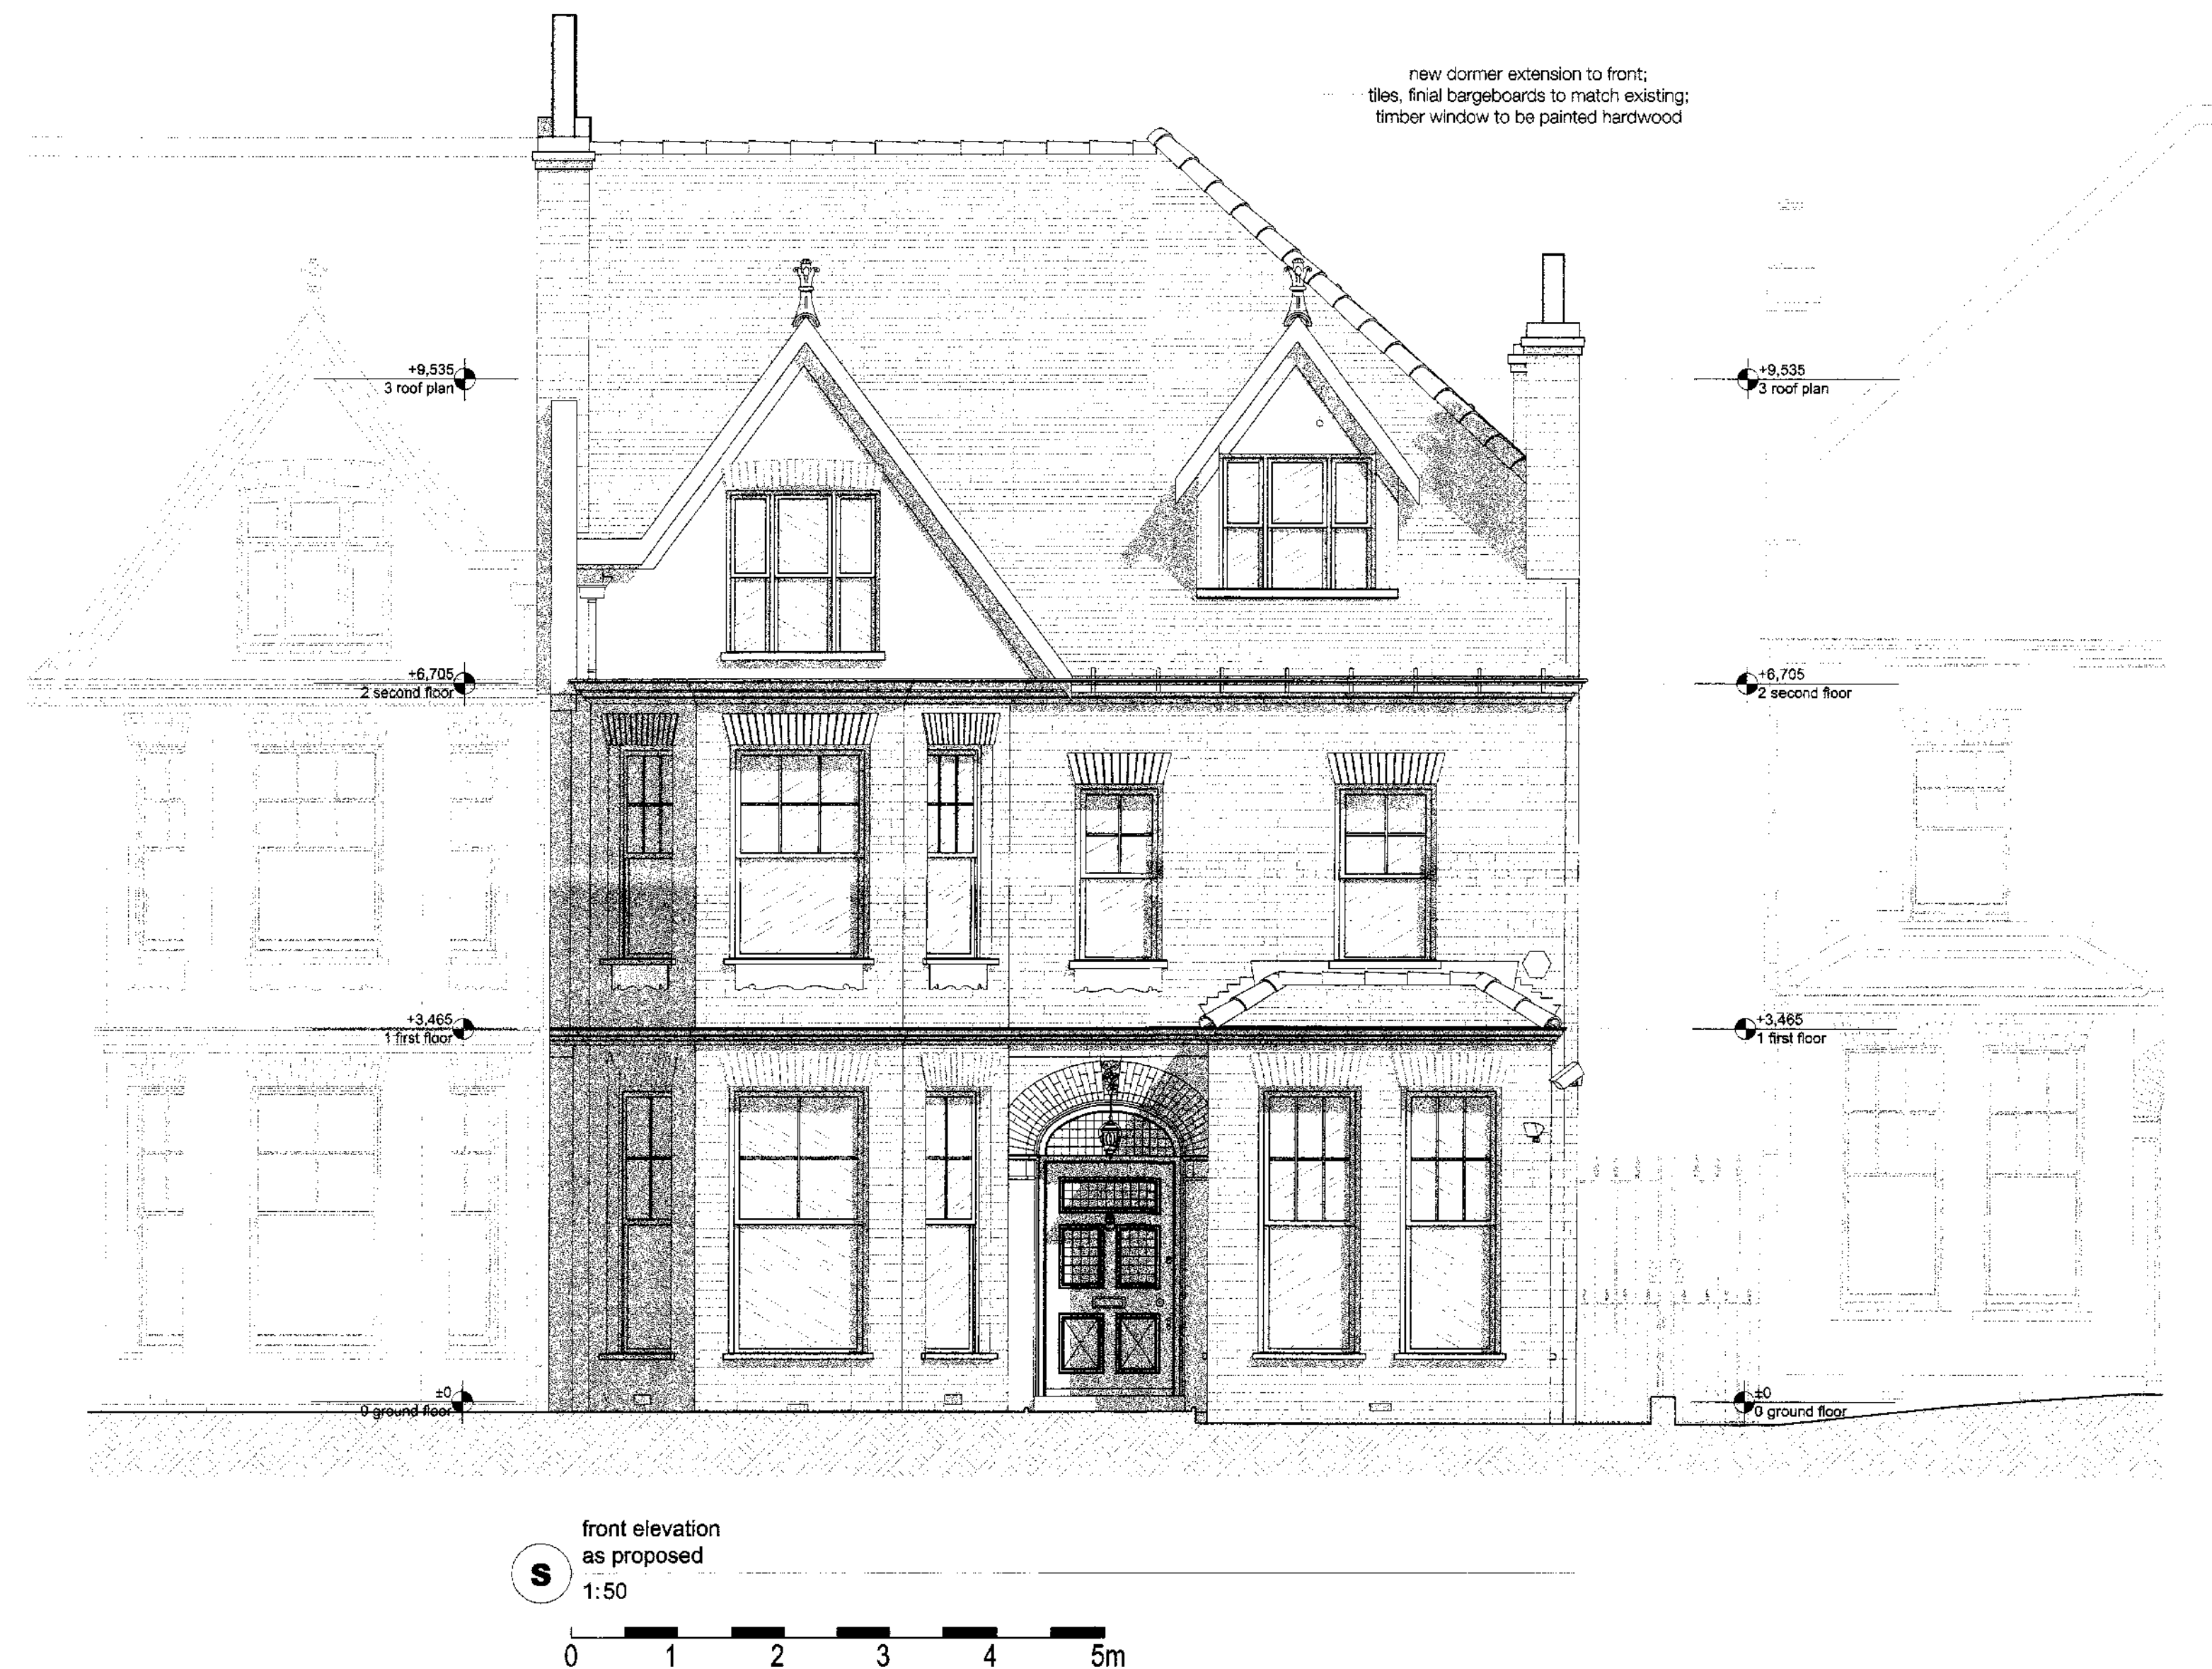 new dormer extension to front;
tiles, finial bargeboards to match existing;
timber window to be painted hardwood
+9,535
3 roof plan
+9,535
3 roof plan
+6,705
2 second floor
+6,705
2 second floor
+3,465
1 first floor
+3,465
1 first floor
±0
0 ground floor
±0
0 ground floor
front elevation
as proposed
S
1:50
0 1 2 3 4 5m